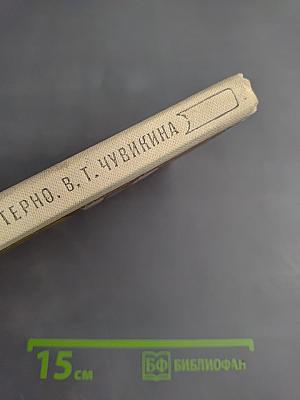 ТЕРНО. В. Т. ЧУВИКИНА
15 см
БФ БИБЛИОФАН